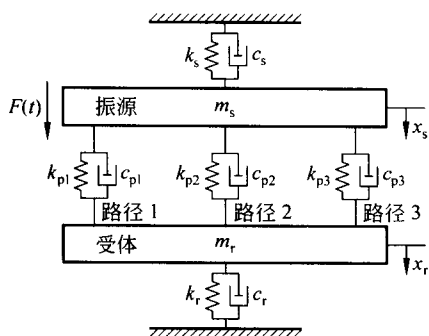 k_s c_s
F(t) 振源 m_s
x_s
k_p1 c_p1 k_p2 c_p2 k_p3 c_p3
路径 1 路径 2 路径 3
受体 m_r
x_r
k_r c_r